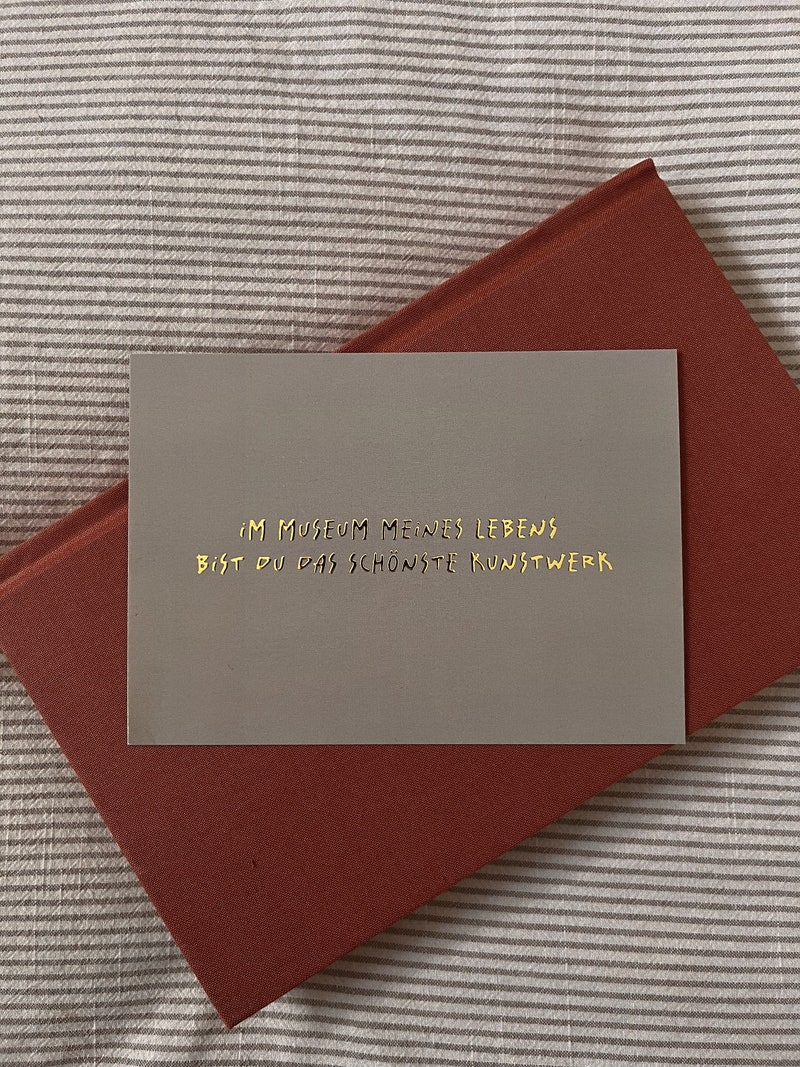 iM MUSEUM MEiNES LEBENS
BiST DU DAS SCHÖNSTE KUNSTWERK